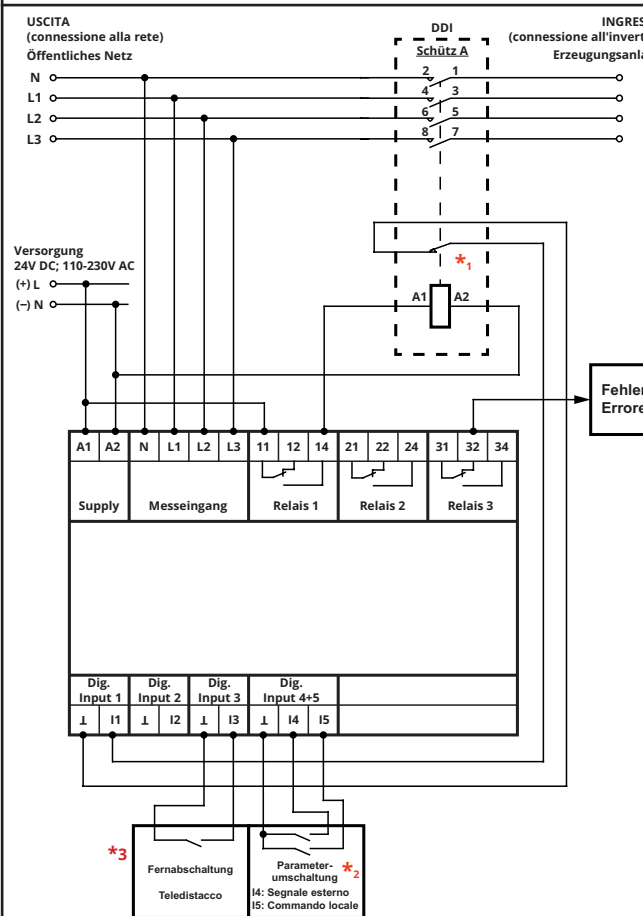 USCITA
(connessione alla rete)
Öffentliches Netz
DDI
Schütz A
INGRES
(connessione all'invert
Erzeugungsanla
N
2 1
L1
4 3
L2
6 5
L3
8 7
Versorgung
24V DC; 110-230V AC
(+) L
(–) N
*1
A1 A2
Fehler
Errore
A1 A2 N L1 L2 L3 11 12 14 21 22 24 31 32 34
Supply Messeingang Relais 1 Relais 2 Relais 3
Dig. Dig. Dig. Dig.
Input 1 Input 2 Input 3 Input 4+5
⊥ I1 ⊥ I2 ⊥ I3 ⊥ I4 I5
*3
Fernabschaltung
Teledistacco
Parameter-
umschaltung
*2
I4: Segnale esterno
I5: Commando locale